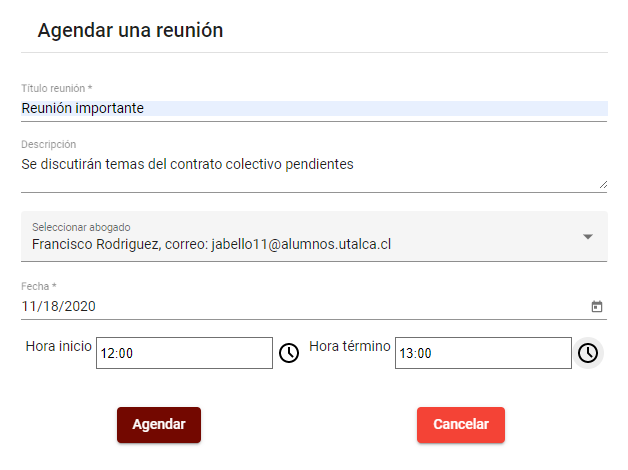 Agendar una reunión
Título reunión *
Reunión importante
Descripción
Se discutirán temas del contrato colectivo pendientes
Seleccionar abogado
Francisco Rodriguez, correo: jabello11@alumnos.utalca.cl
Fecha *
11/18/2020
Hora inicio 12:00 Hora término 13:00
Agendar Cancelar